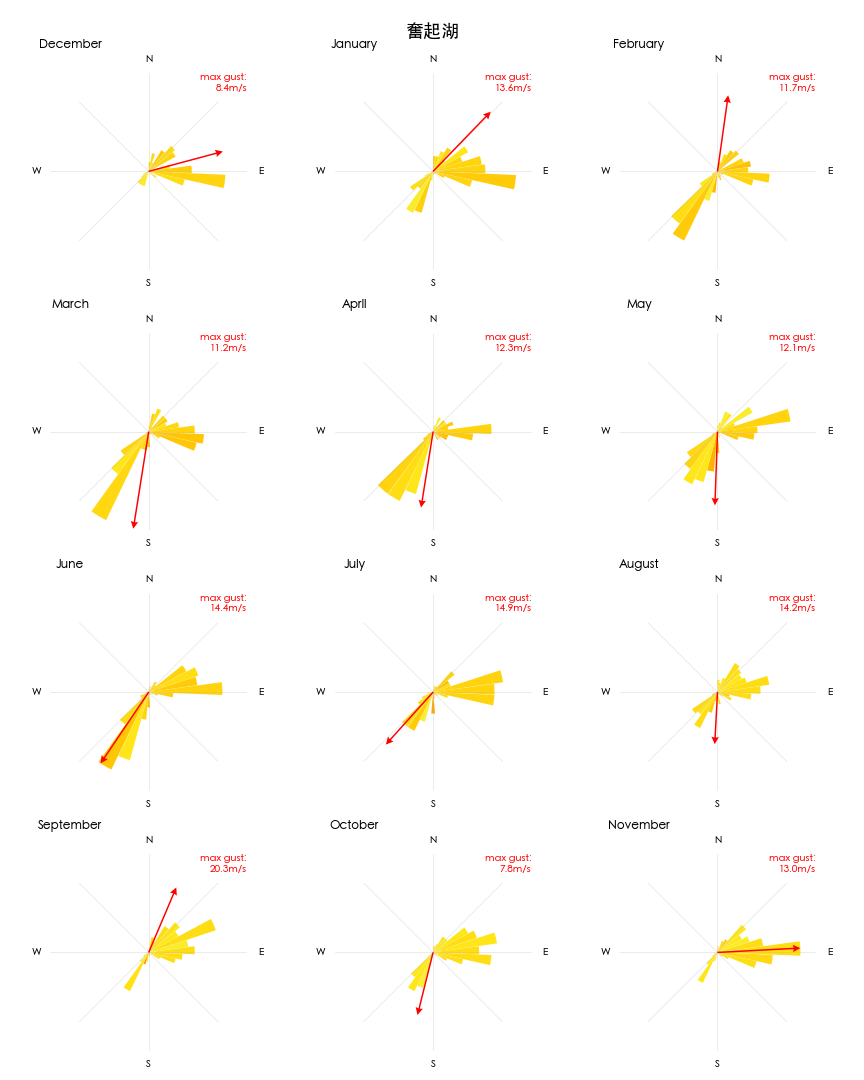 奮起湖
December
January
February
N
N
N
max gust:
8.4m/s
max gust:
13.6m/s
max gust:
11.7m/s
W
E
W
E
W
E
S
S
S
March
April
May
N
N
N
max gust:
11.2m/s
max gust:
12.3m/s
max gust:
12.1m/s
W
E
W
E
W
E
S
S
S
June
July
August
N
N
N
max gust:
14.4m/s
max gust:
14.9m/s
max gust:
14.2m/s
W
E
W
E
W
E
S
S
S
September
October
November
N
N
N
max gust:
20.3m/s
max gust:
7.8m/s
max gust:
13.0m/s
W
E
W
E
W
E
S
S
S